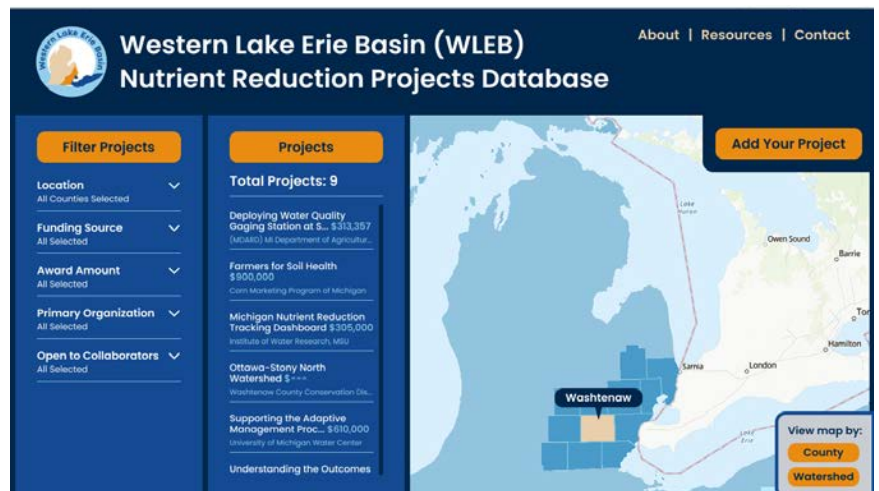 Western Lake Erie Basin
Western Lake Erie Basin (WLEB)
Nutrient Reduction Projects Database
About | Resources | Contact
Filter Projects
Location
All Counties Selected
Funding Source
All Selected
Award Amount
All Selected
Primary Organization
All Selected
Open to Collaborators
All Selected
Projects
Total Projects: 9
Deploying Water Quality
Gaging Station at S... $313,357
(MDARD) MI Department of Agricultur...
Farmers for Soil Health
$900,000
Corn Marketing Program of Michigan
Michigan Nutrient Reduction
Tracking Dashboard $305,000
Institute of Water Research, MSU
Ottawa-Stony North
Watershed $---
Washtenaw County Conservation Dis...
Supporting the Adaptive
Management Proc... $610,000
University of Michigan Water Center
Understanding the Outcomes
Add Your Project
Lake
Huron
Owen Sound
Barrie
Tor
Hamilton
London
Sarnia
Washtenaw
Lake
Erie
View map by:
County
Watershed